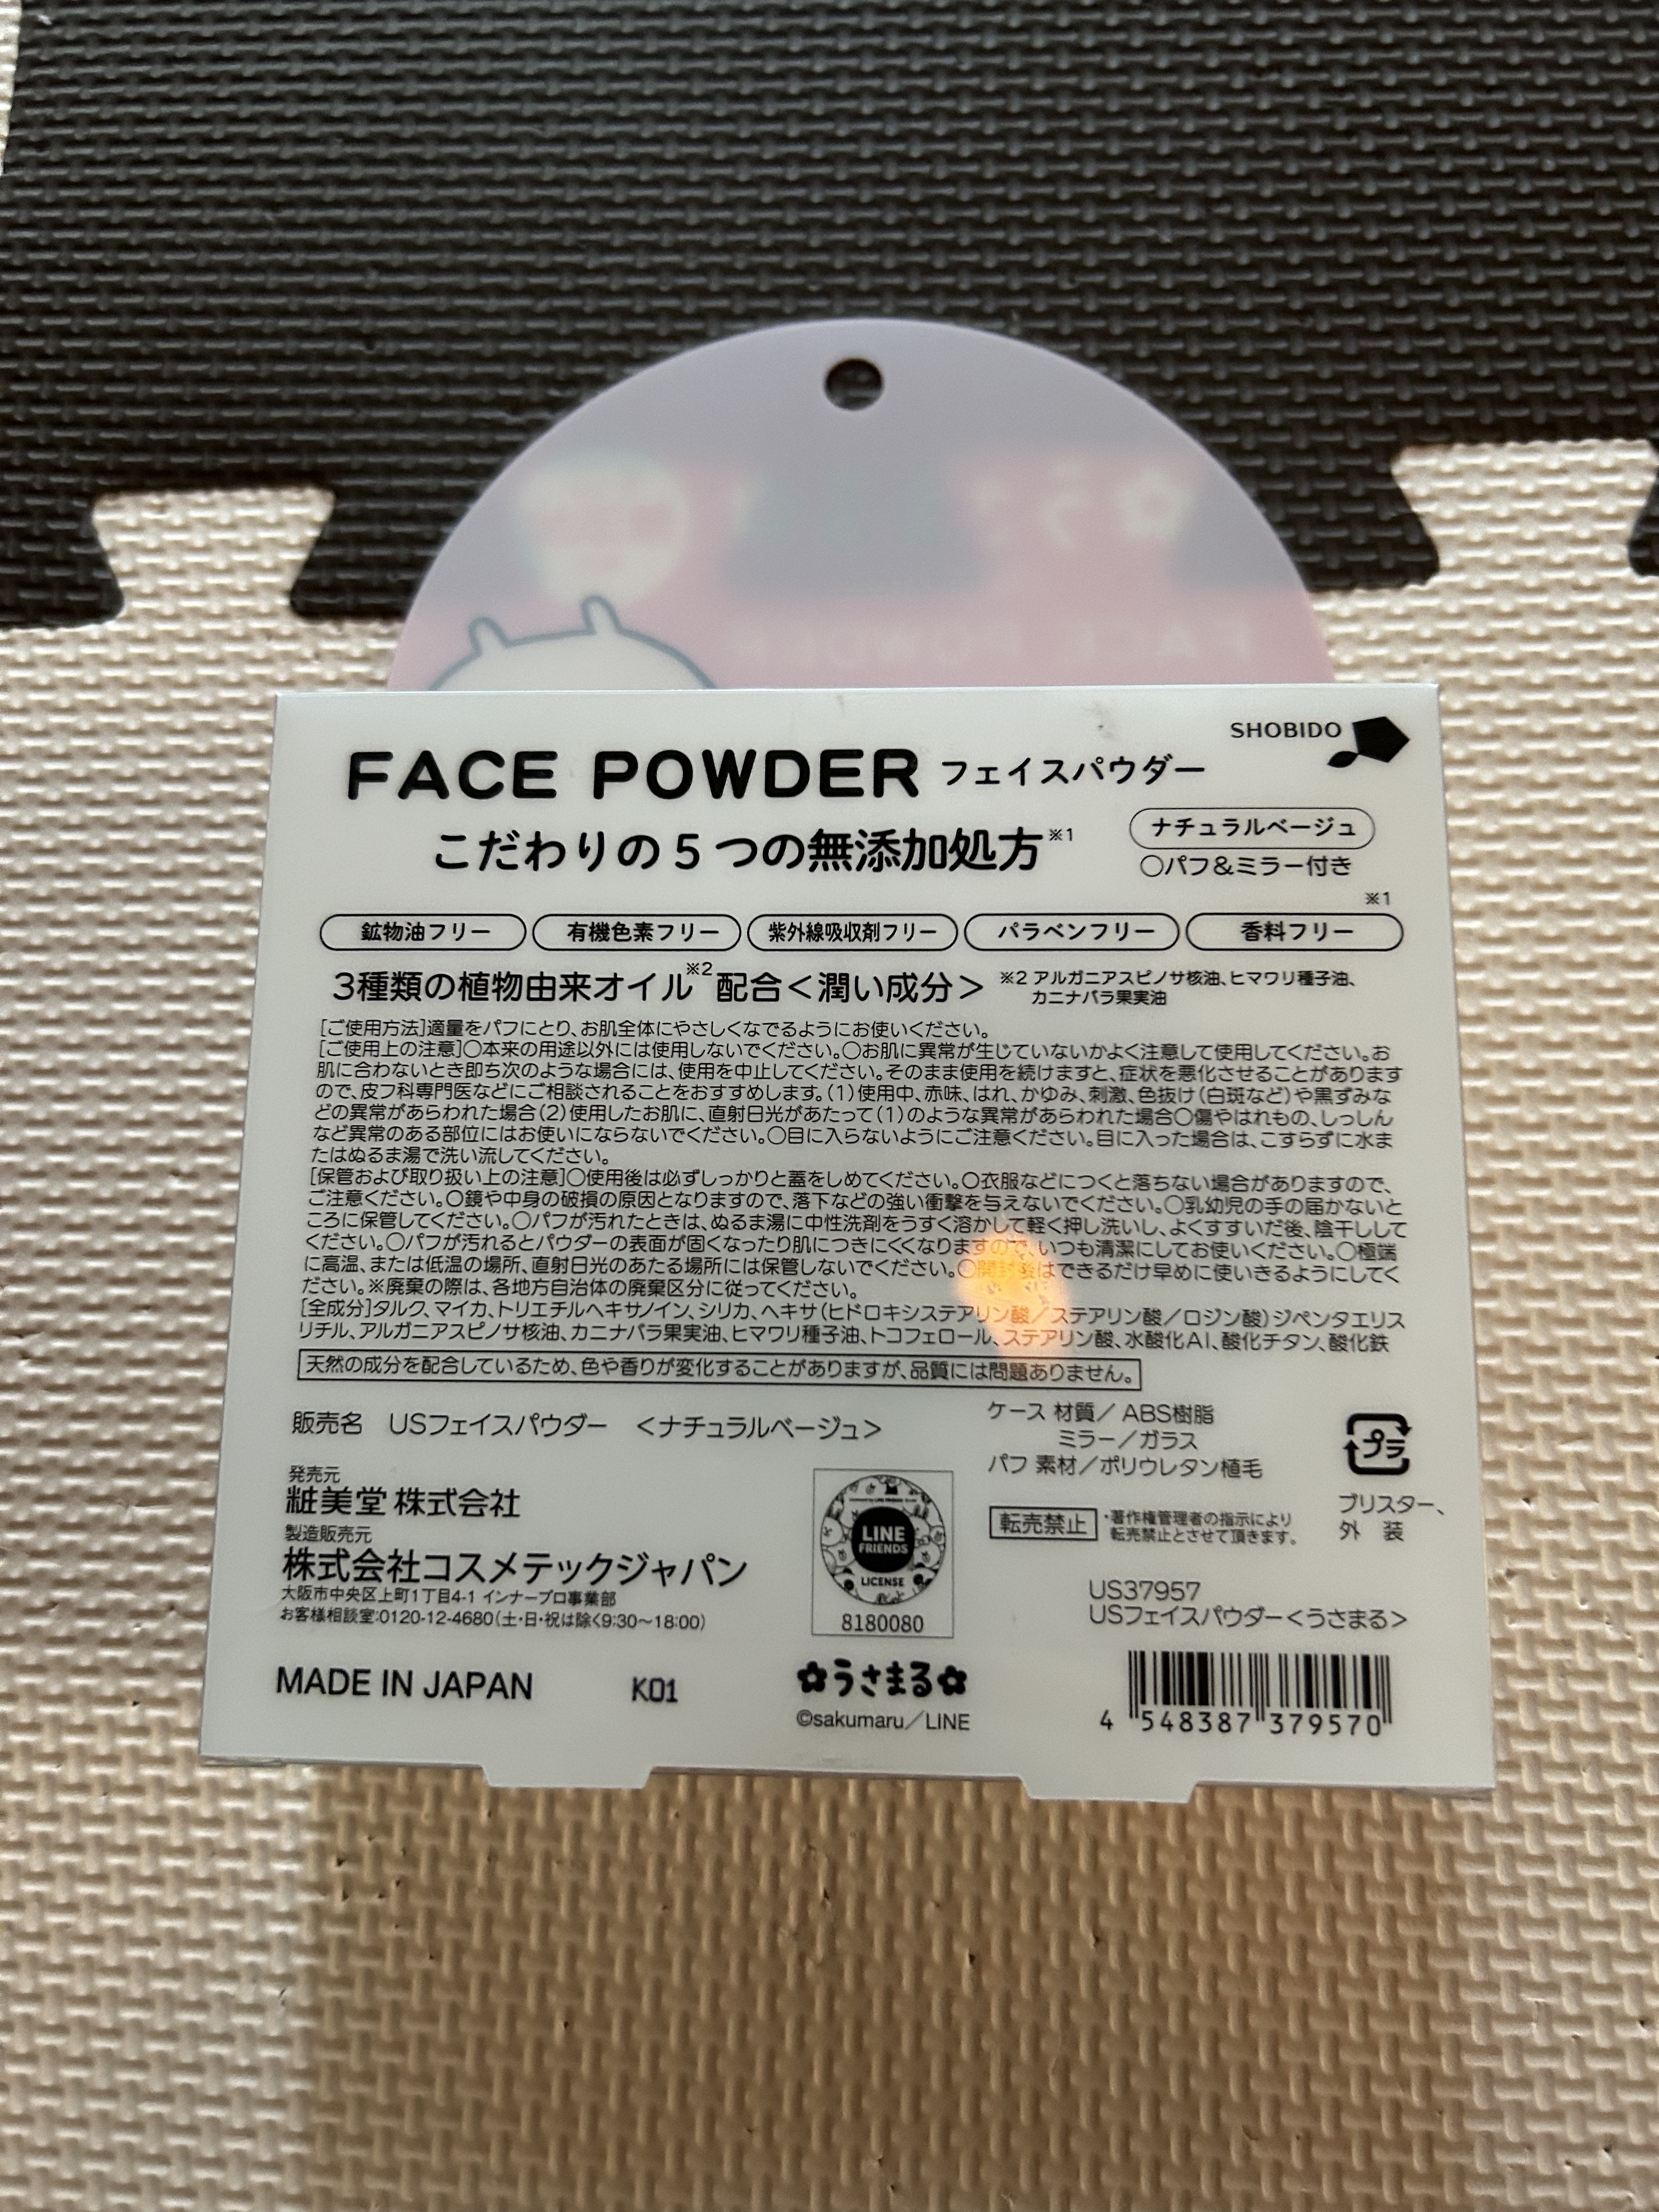 SHOBIDO
FACE POWDER フェイスパウダー
こだわりの5つの無添加処方※1
ナチュラルベージュ
○パフ&ミラー付き
※1
鉱物油フリー 有機色素フリー 紫外線吸収剤フリー パラベンフリー 香料フリー
3種類の植物由来オイル※2配合<潤い成分> ※2 アルガニアスピノサ核油、ヒマワリ種子油、
カニナバラ果実油
[ご使用方法]適量をパフにとり、お肌全体にやさしくなでるようにお使いください。
[ご使用上の注意]○本来の用途以外には使用しないでください。○お肌に異常が生じていないかよく注意して使用してください。お
肌に合わないとき即ち次のような場合には、使用を中止してください。そのまま使用を続けますと、症状を悪化させることがあります
ので、皮フ科専門医などにご相談されることをおすすめします。(1)使用中、赤味、はれ、かゆみ、刺激、色抜け(白斑など)や黒ずみな
どの異常があらわれた場合(2)使用したお肌に、直射日光があたって(1)のような異常があらわれた場合○傷やはれもの、しっしん
など異常のある部位にはお使いにならないでください。○目に入らないようにご注意ください。目に入った場合は、こすらずに水ま
たはぬるま湯で洗い流してください。
[保管および取り扱い上の注意]○使用後は必ずしっかりと蓋をしめてください。○衣服などにつくと落ちない場合がありますので、
ご注意ください。○鏡や中身の破損の原因となりますので、落下などの強い衝撃を与えないでください。○乳幼児の手の届かないと
ころに保管してください。○パフが汚れたときは、ぬるま湯に中性洗剤をうすく溶かして軽く押し洗いし、よくすすいだ後、陰干しして
ください。○パフが汚れるとパウダーの表面が固くなったり肌につきにくくなりますので、いつも清潔にしてお使いください。○極端
に高温、または低温の場所、直射日光のあたる場所には保管しないでください。○開封後はできるだけ早めに使いきるようにしてく
ださい。※廃棄の際は、各地方自治体の廃棄区分に従ってください。
[全成分]タルク、マイカ、トリエチルヘキサノイン、シリカ、ヘキサ(ヒドロキシステアリン酸/ステアリン酸/ロジン酸)ジペンタエリス
リチル、アルガニアスピノサ核油、カニナバラ果実油、ヒマワリ種子油、トコフェロール、ステアリン酸、水酸化Al、酸化チタン、酸化鉄
天然の成分を配合しているため、色や香りが変化することがありますが、品質には問題ありません。
販売名 USフェイスパウダー <ナチュラルベージュ>
ケース 材質/ABS樹脂
ミラー/ガラス
パフ 素材/ポリウレタン植毛
プラ
ブリスター、
外 装
発売元
粧美堂 株式会社
製造販売元
株式会社コスメテックジャパン
大阪市中央区上町1丁目4-1 インナープロ事業部
お客様相談室:0120-12-4680(土・日・祝は除く9:30~18:00)
LINE
FRIENDS
LICENSE
8180080
転売禁止 ・著作権管理者の指示により
転売禁止とさせて頂きます。
US37957
USフェイスパウダー<うさまる>
MADE IN JAPAN K01
うさまる
©sakumaru/LINE
4 548387 379570